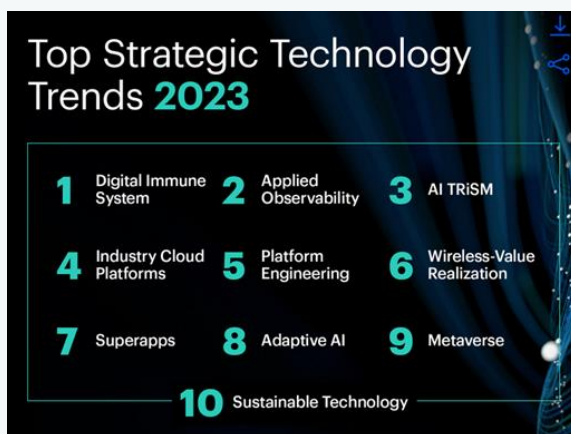 Top Strategic Technology
Trends 2023
1 Digital Immune
System
2 Applied
Observability
3 AI TRiSM
4 Industry Cloud
Platforms
5 Platform
Engineering
6 Wireless-Value
Realization
7 Superapps
8 Adaptive AI
9 Metaverse
10 Sustainable Technology